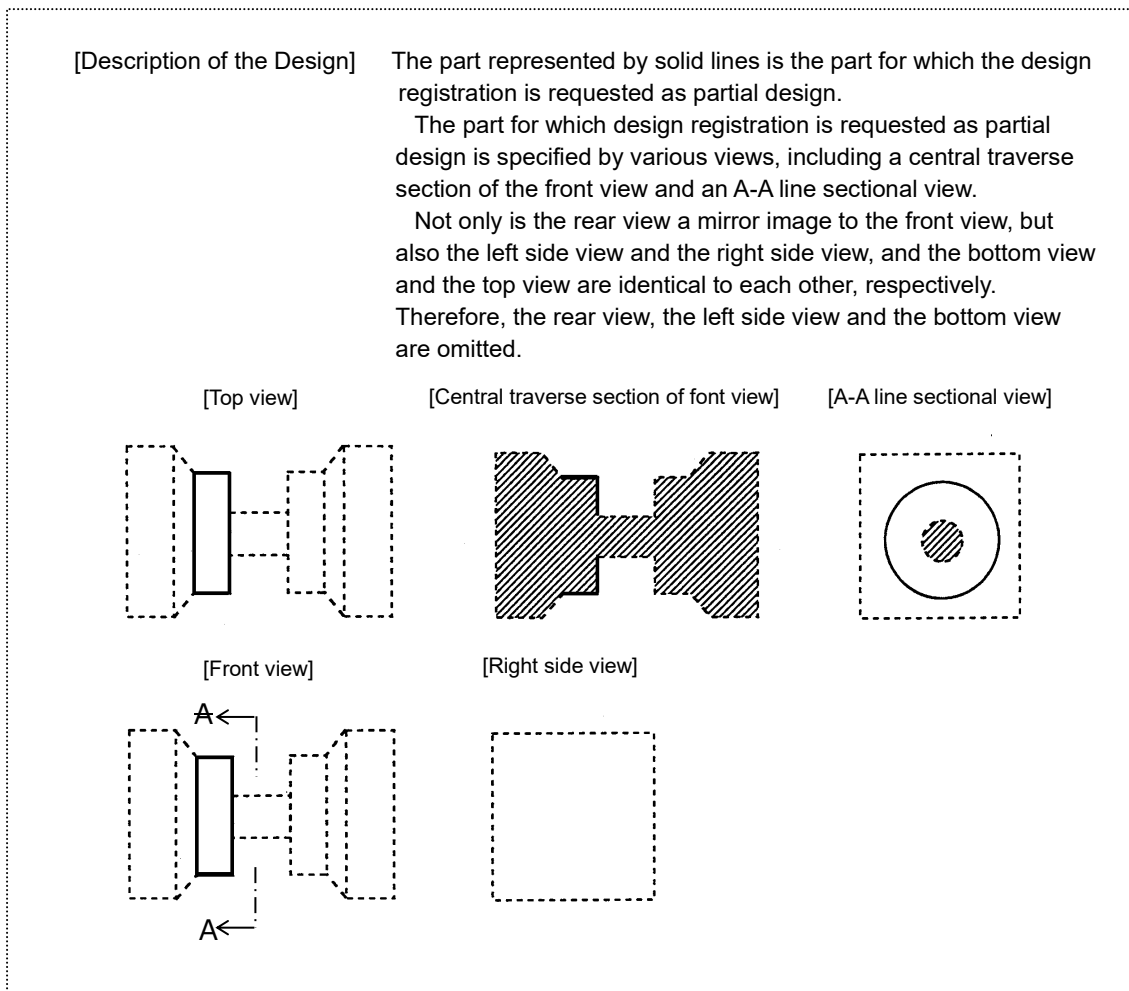 [Description of the Design] The part represented by solid lines is the part for which the design
registration is requested as partial design.
The part for which design registration is requested as partial
design is specified by various views, including a central traverse
section of the front view and an A-A line sectional view.
Not only is the rear view a mirror image to the front view, but
also the left side view and the right side view, and the bottom view
and the top view are identical to each other, respectively.
Therefore, the rear view, the left side view and the bottom view
are omitted.
[Top view] [Central traverse section of font view] [A-A line sectional view]
[Front view] [Right side view]
A
A